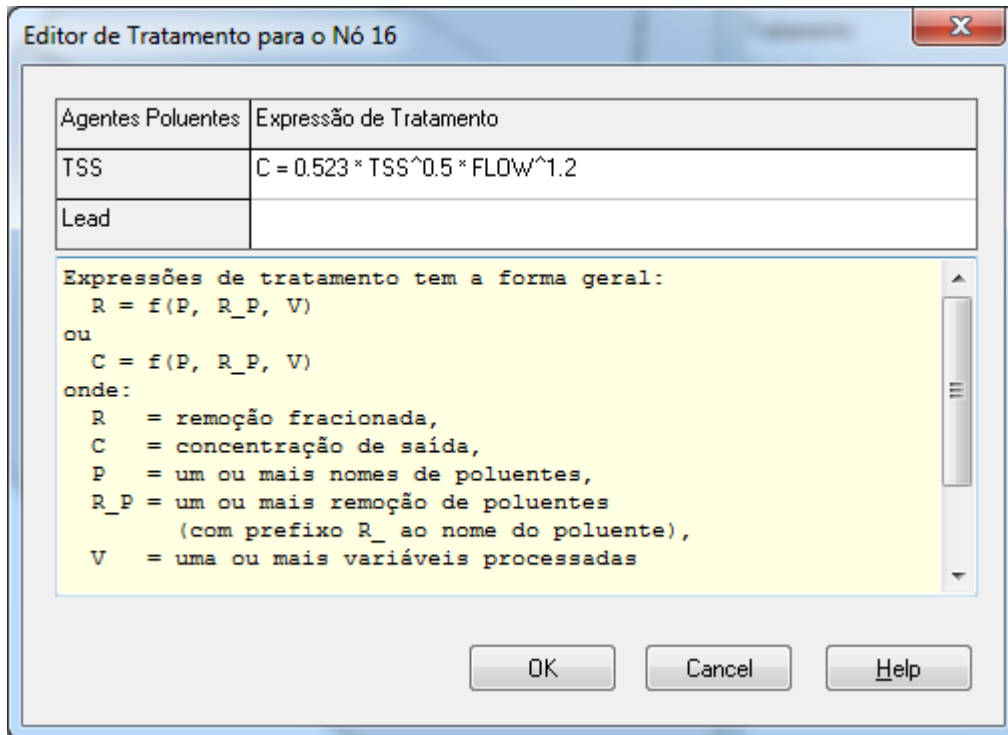 Editor de Tratamento para o Nó 16
Agentes Poluentes Expressão de Tratamento
TSS C = 0.523 * TSS^0.5 * FLOW^1.2
Lead
Expressões de tratamento tem a forma geral:
R = f(P, R_P, V)
ou
C = f(P, R_P, V)
onde:
R = remoção fracionada,
C = concentração de saída,
P = um ou mais nomes de poluentes,
R_P = um ou mais remoção de poluentes
(com prefixo R_ ao nome do poluente),
V = uma ou mais variáveis processadas
OK Cancel Help